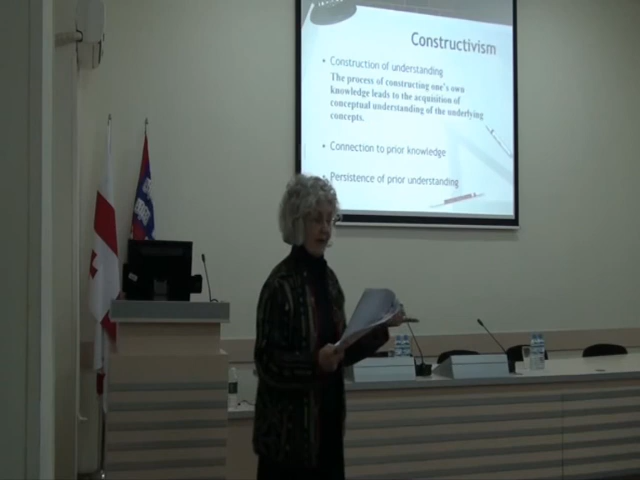 Constructivism
• Construction of understanding
The process of constructing one's own
knowledge leads to the acquisition of
conceptual understanding of the underlying
concepts.
• Connection to prior knowledge
• Persistence of prior understanding